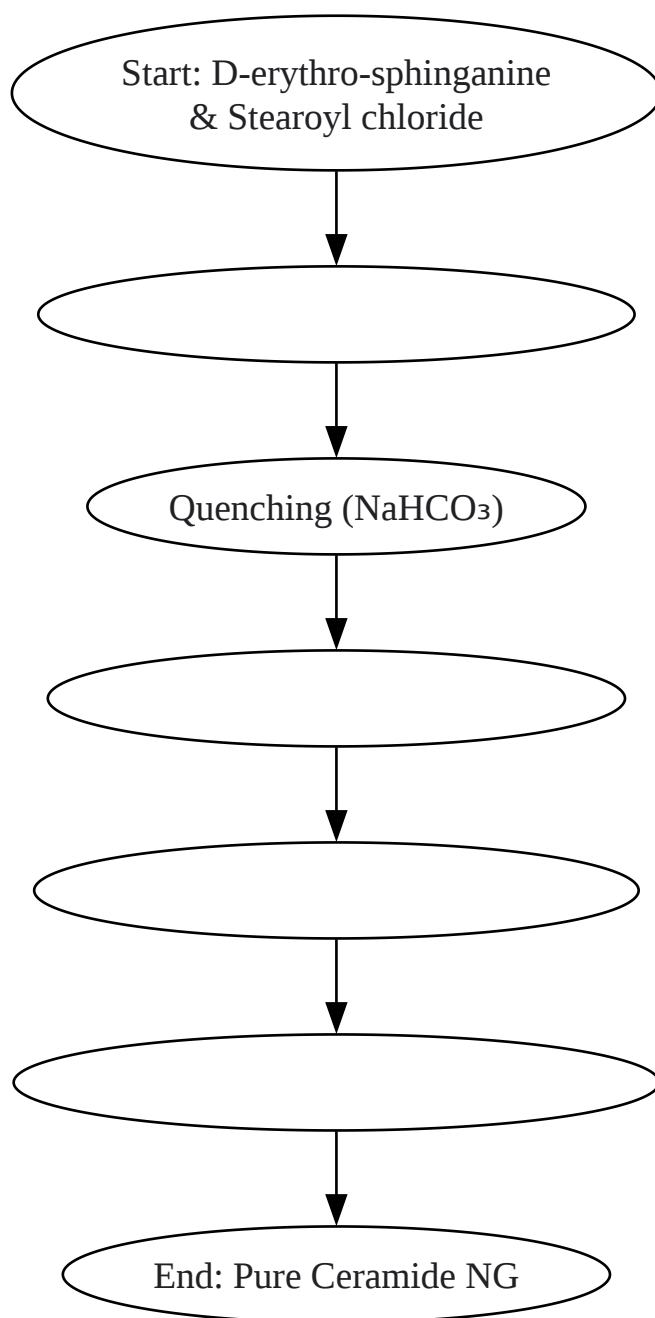 Start: D-erythro-sphinganine
& Stearoyl chloride
Quenching (NaHCO₃)
End: Pure Ceramide NG